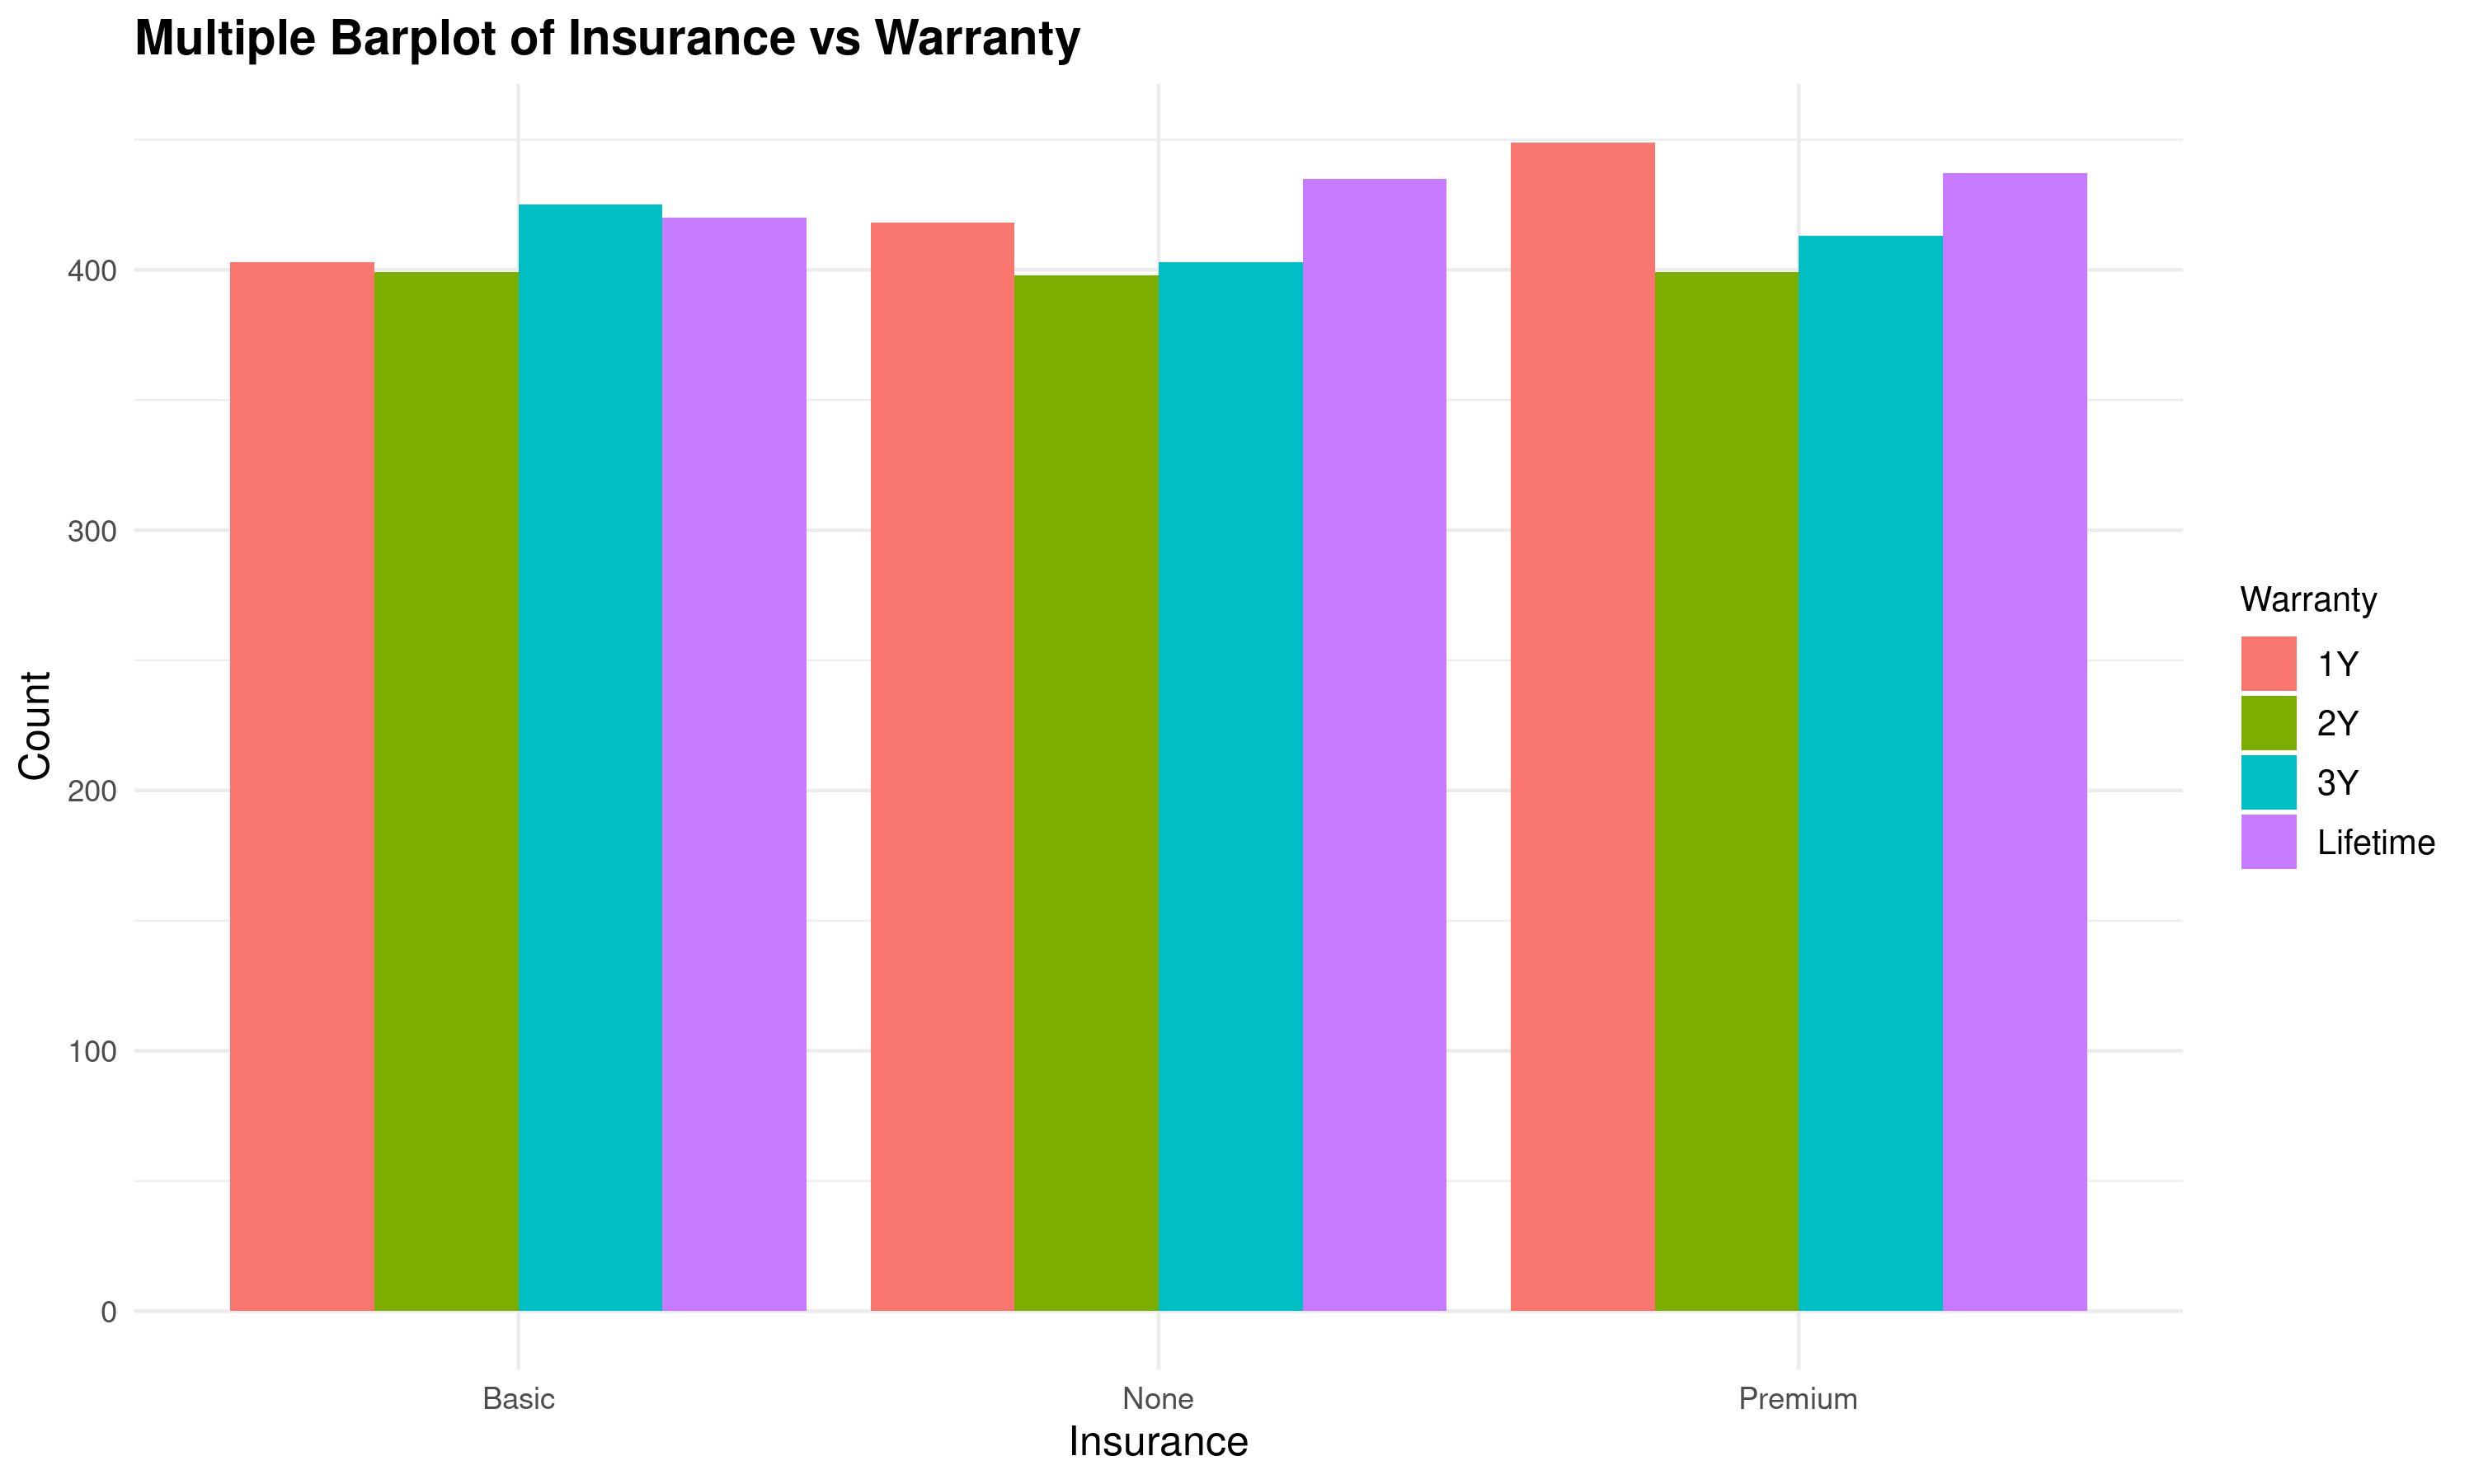 Multiple Barplot of Insurance vs Warranty
Count
400
300
200
100
0
Basic
None
Premium
Insurance
Warranty
1Y
2Y
3Y
Lifetime